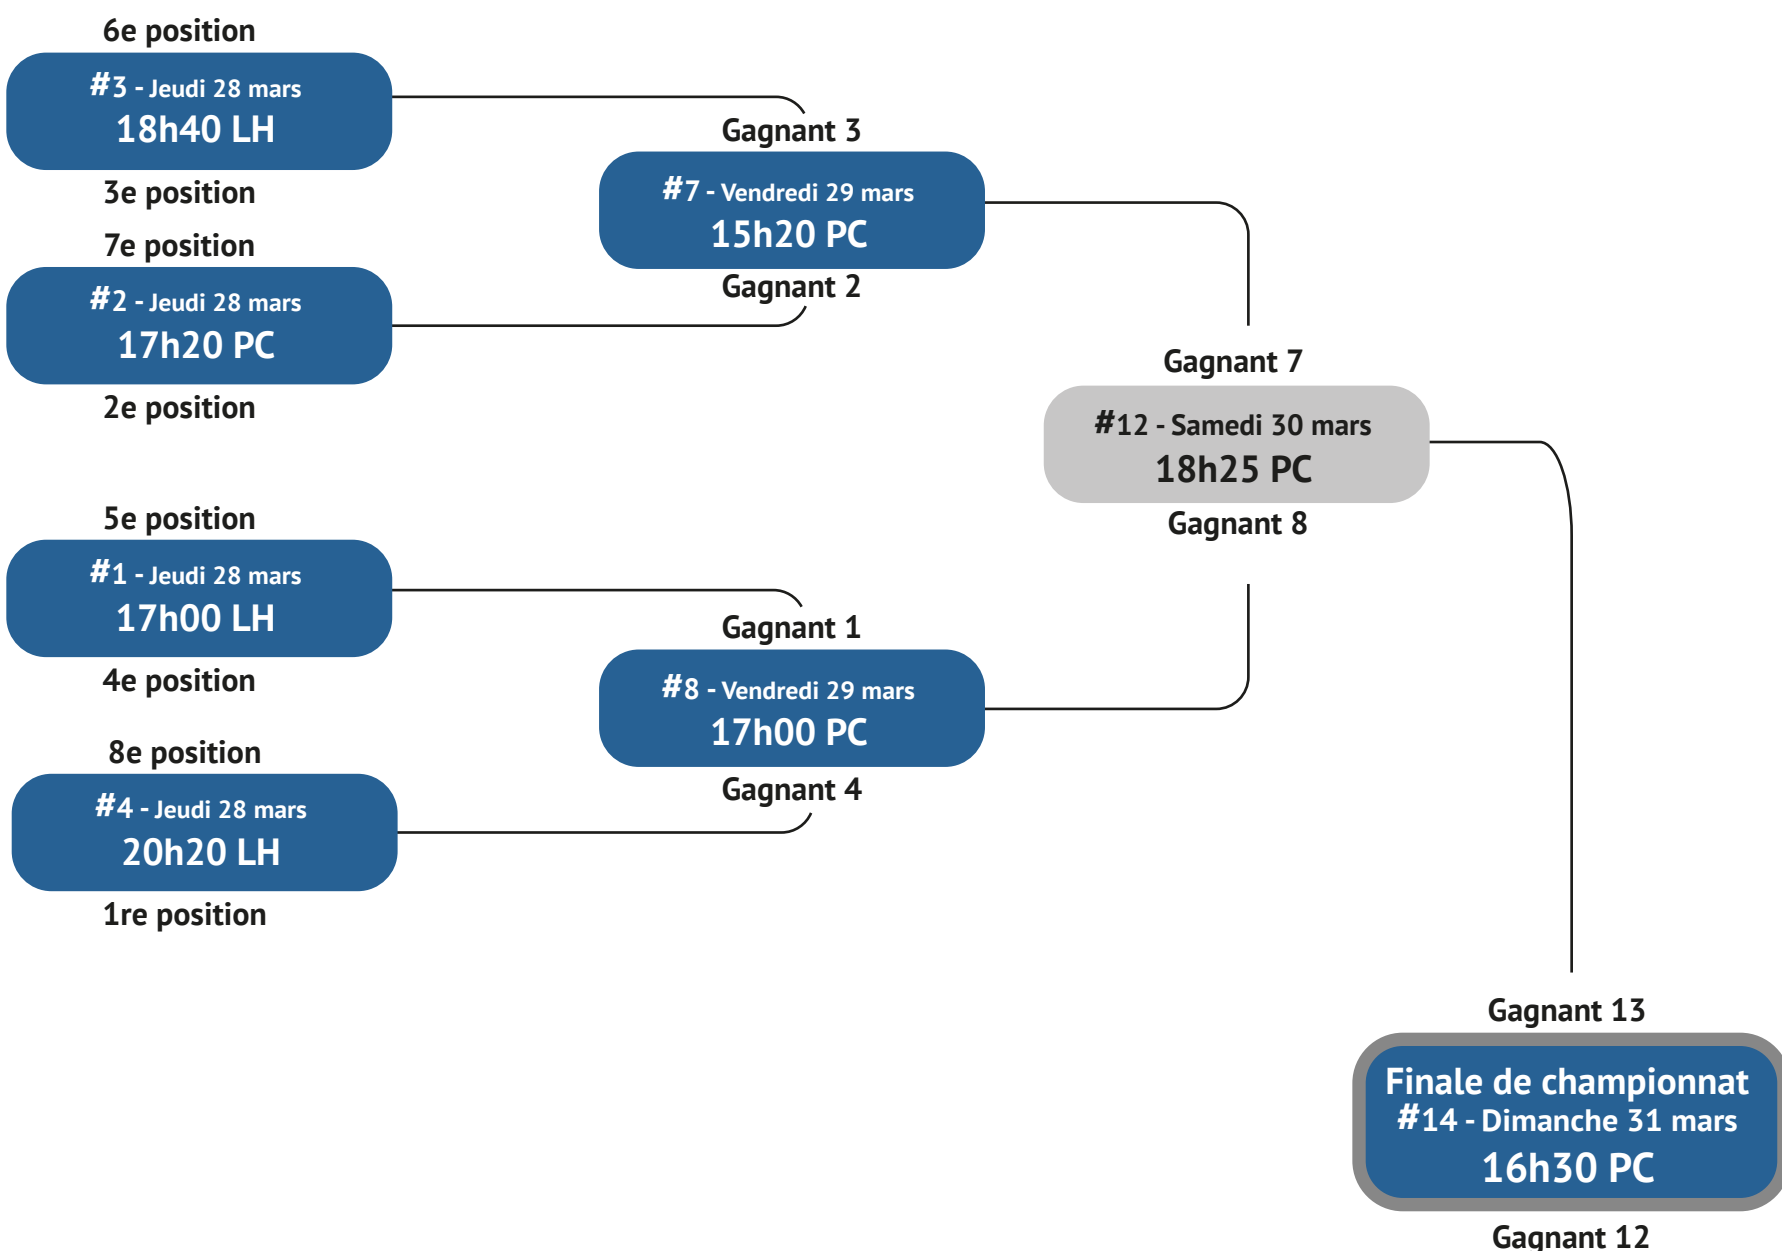 6e position
#3 - Jeudi 28 mars
18h40 LH
3e position
7e position
#2 - Jeudi 28 mars
17h20 PC
2e position
5e position
#1 - Jeudi 28 mars
17h00 LH
4e position
8e position
#4 - Jeudi 28 mars
20h20 LH
1re position
Gagnant 3
#7 - Vendredi 29 mars
15h20 PC
Gagnant 2
Gagnant 1
#8 - Vendredi 29 mars
17h00 PC
Gagnant 4
Gagnant 7
#12 - Samedi 30 mars
18h25 PC
Gagnant 8
Gagnant 13
Finale de championnat
#14 - Dimanche 31 mars
16h30 PC
Gagnant 12